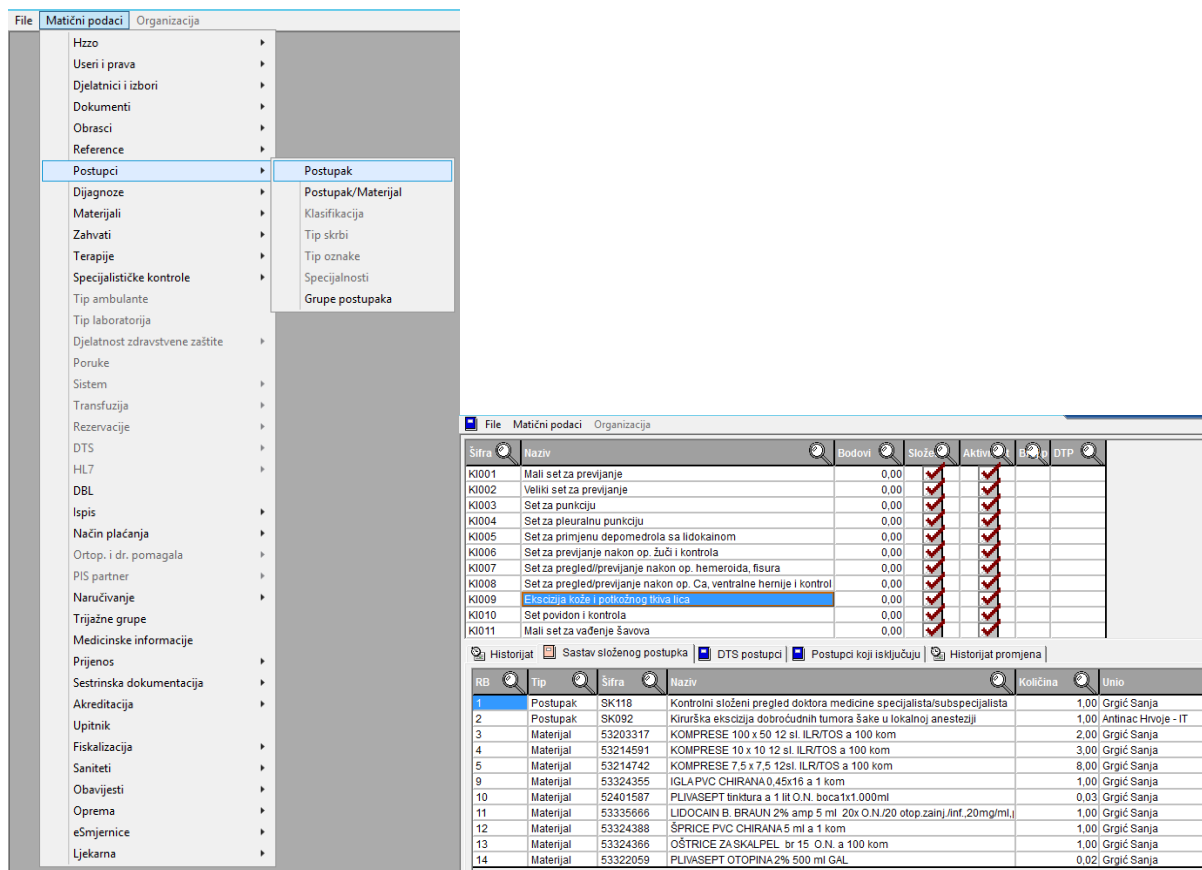 File Matični podaci Organizacija
Hzzo
Useri i prava
Djelatnici i izbori
Dokumenti
Obrasci
Reference
Postupci
Dijagnoze
Materijali
Zahvati
Terapije
Specijalističke kontrole
Tip ambulante
Tip laboratorija
Djelatnost zdravstvene zaštite
Poruke
Sistem
Transfuzija
Rezervacije
DTS
HL7
DBL
Ispis
Način plaćanja
Ortop. i dr. pomagala
PIS partner
Naručivanje
Trijažne grupe
Medicinske informacije
Prijenos
Sestrinska dokumentacija
Akreditacija
Upitnik
Fiskalizacija
Saniteti
Obavijesti
Oprema
eSmjernice
Ljekarna
Postupak
Postupak/Materijal
Klasifikacija
Tip skrbi
Tip oznake
Specijalnosti
Grupe postupaka
File Matični podaci Organizacija
Šifra Naziv Bodovi DTP
KI001 Mali set za previjanje 0,00
KI002 Veliki set za previjanje 0,00
KI003 Set za punkciju 0,00
KI004 Set za pleuralnu punkciju 0,00
KI005 Set za primjenu depomedrola sa lidokainom 0,00
KI006 Set za previjanje nakon op. žuči i kontrola 0,00
KI007 Set za pregled//previjanje nakon op. hemeroida, fisura 0,00
KI008 Set za pregled/previjanje nakon op. Ca, ventralne hernije i kontrol 0,00
KI009 Ekscizija kože i potkožnog tkiva lica 0,00
KI010 Set povidon i kontrola 0,00
KI011 Mali set za vađenje šavova 0,00
Historijat Sastav složenog postupka DTS postupci Postupci koji isključuju Historijat promjena
RB Tip Šifra Naziv Količina Unio
1 Postupak SK118 Kontrolni složeni pregled doktora medicine specijalista/subspecijalista 1,00 Grgić Sanja
2 Postupak SK092 Kirurška ekscizija dobroćudnih tumora šake u lokalnoj anesteziji 1,00 Antinac Hrvoje - IT
3 Materijal 53203317 KOMPRESE 100 x 50 12 sl. ILR/TOS a 100 kom 2,00 Grgić Sanja
4 Materijal 53214591 KOMPRESE 10 x 10 12 sl. ILR/TOS a 100 kom 3,00 Grgić Sanja
5 Materijal 53214742 KOMPRESE 7,5 x 7,5 12sl. ILR/TOS a 100 kom 8,00 Grgić Sanja
9 Materijal 53324355 IGLA PVC CHIRANA 0,45x16 a 1 kom 1,00 Grgić Sanja
10 Materijal 52401587 PLIVASEPT tinktura a 1 lit O.N. boca1x1.000ml 0,03 Grgić Sanja
11 Materijal 53335666 LIDOCAIN B. BRAUN 2% amp 5 ml 20x O.N./20 otop.zainj./inf.,20mg/ml, 1,00 Grgić Sanja
12 Materijal 53324388 ŠPRICE PVC CHIRANA 5 ml a 1 kom 1,00 Grgić Sanja
13 Materijal 53324366 OŠTRICE ZA SKALPEL br 15 O.N. a 100 kom 1,00 Grgić Sanja
14 Materijal 53322059 PLIVASEPT OTOPINA 2% 500 ml GAL 0,02 Grgić Sanja